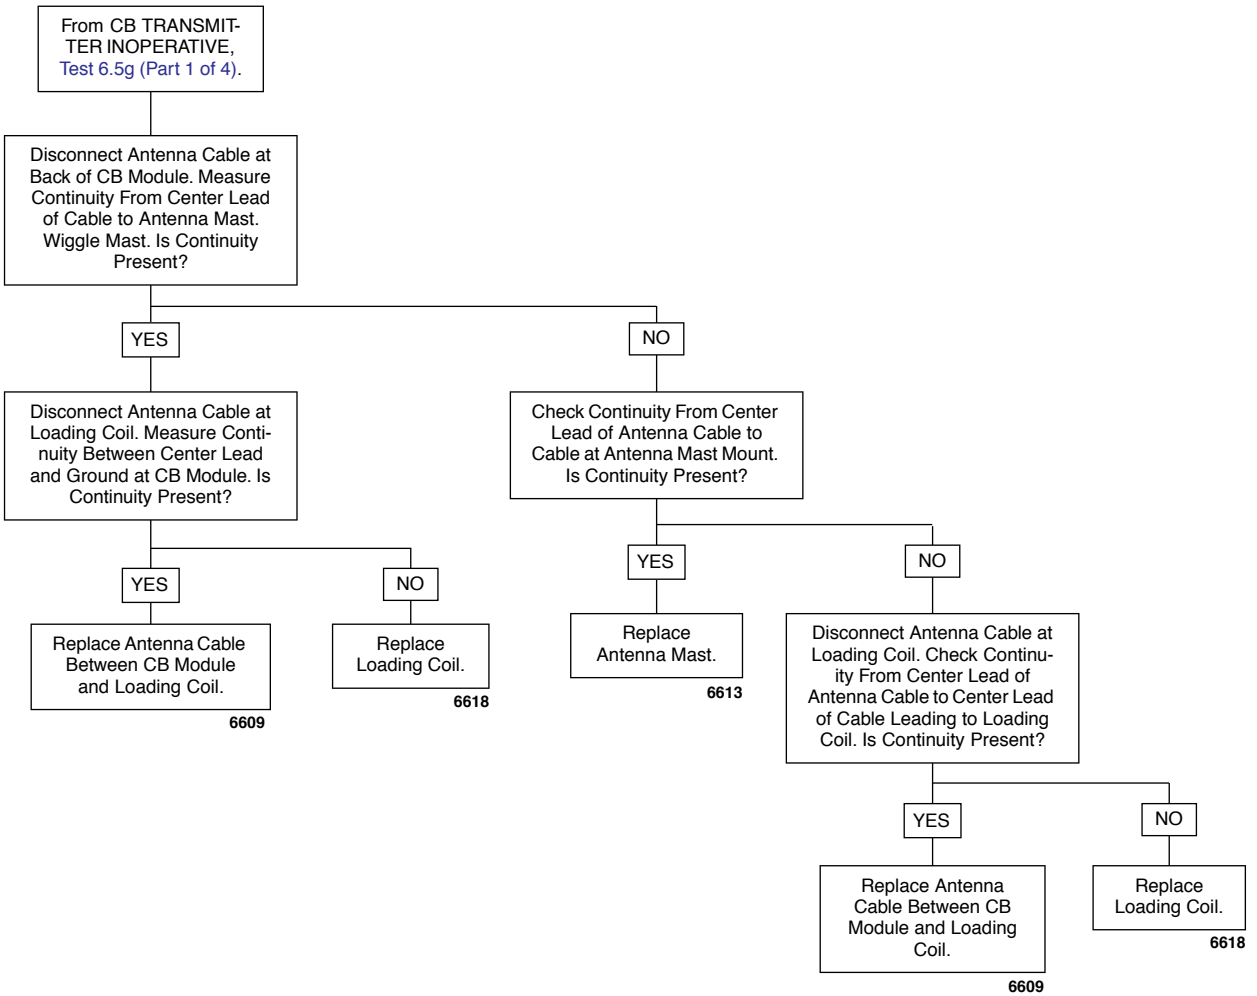 From CB TRANSMIT-
TER INOPERATIVE,
Test 6.5g (Part 1 of 4).
Disconnect Antenna Cable at
Back of CB Module. Measure
Continuity From Center Lead
of Cable to Antenna Mast.
Wiggle Mast. Is Continuity
Present?
YES
NO
Disconnect Antenna Cable at
Loading Coil. Measure Conti-
nuity Between Center Lead
and Ground at CB Module. Is
Continuity Present?
Check Continuity From Center
Lead of Antenna Cable to
Cable at Antenna Mast Mount.
Is Continuity Present?
YES
NO
YES
NO
Replace Antenna Cable
Between CB Module
and Loading Coil.
6609
Replace
Loading Coil.
6618
Replace
Antenna Mast.
6613
Disconnect Antenna Cable at
Loading Coil. Check Continu-
ity From Center Lead of
Antenna Cable to Center Lead
of Cable Leading to Loading
Coil. Is Continuity Present?
YES
NO
Replace Antenna
Cable Between CB
Module and Loading
Coil.
6609
Replace
Loading Coil.
6618